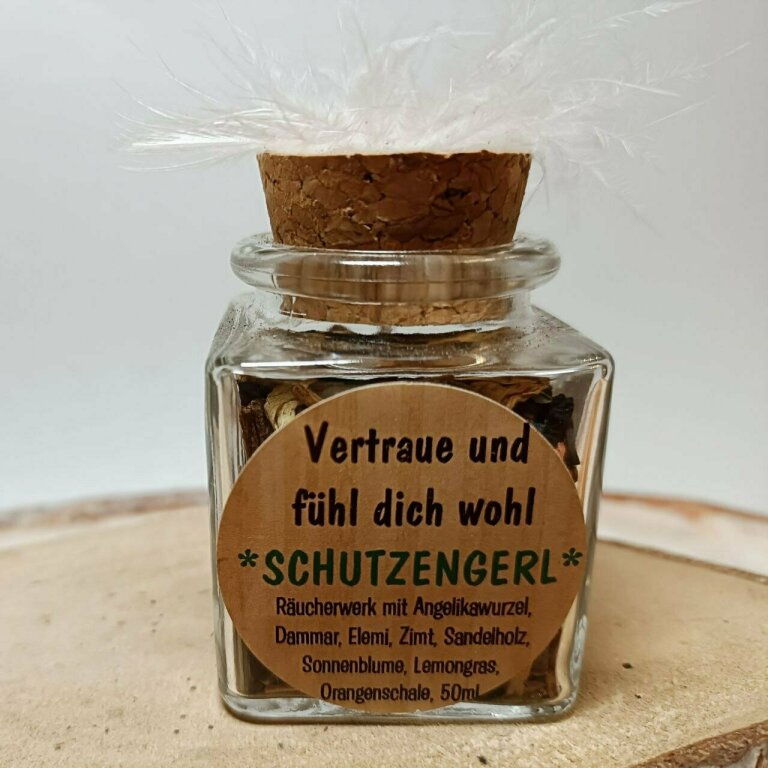 Vertraue und
fühl dich wohl
*SCHUTZENGERL*
Räucherwerk mit Angelikawurzel,
Dammar, Elemi, Zimt, Sandelholz,
Sonnenblume, Lemongras,
Orangenschale, 50ml